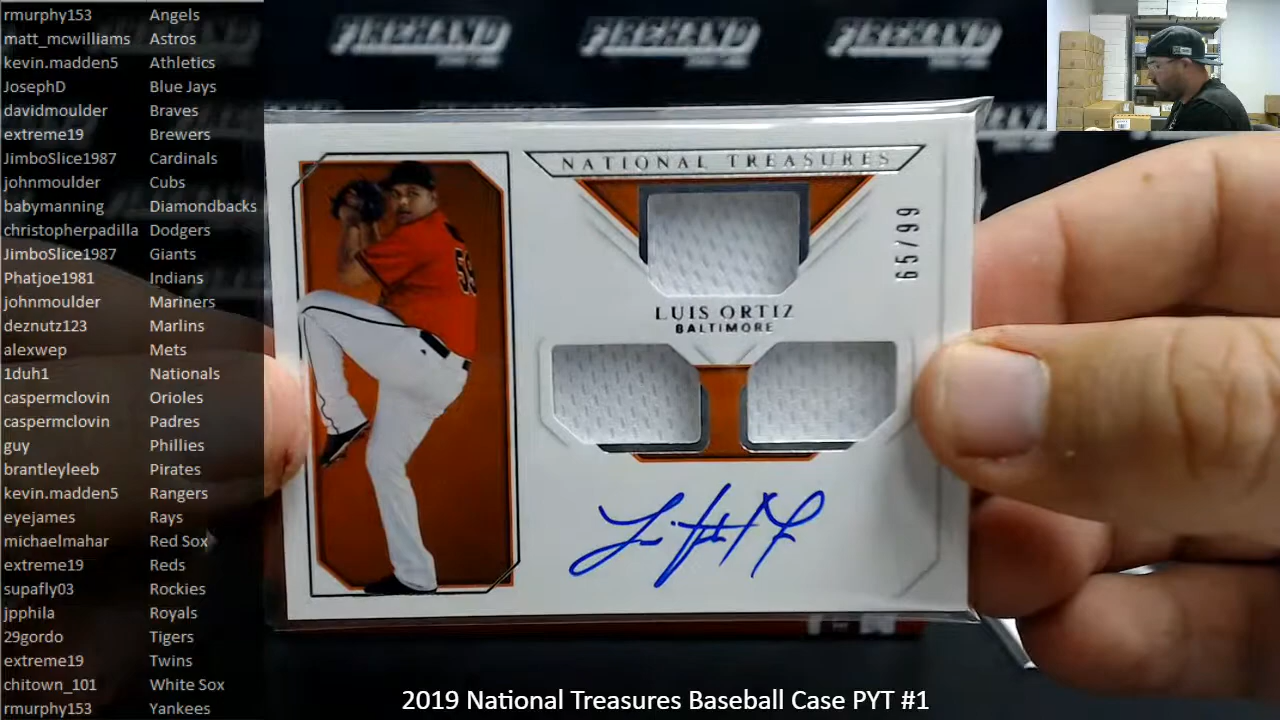 rmurphy153 Angels
matt_mcwilliams Astros
kevin.madden5 Athletics
JosephD Blue Jays
davidmoulder Braves
extreme19 Brewers
JimboSlice1987 Cardinals
johnmoulder Cubs
babymanning Diamondbacks
christopherpadilla Dodgers
JimboSlice1987 Giants
Phatjoe1981 Indians
johnmoulder Mariners
deznutz123 Marlins
alexwep Mets
1duh1 Nationals
caspermclovin Orioles
caspermclovin Padres
guy Phillies
brantleyleeb Pirates
kevin.madden5 Rangers
eyejames Rays
michaelmahar Red Sox
extreme19 Reds
supafly03 Rockies
jpphila Royals
29gordo Tigers
extreme19 Twins
chitown_101 White Sox
rmurphy153 Yankees
FIREHAND FIREHAND FIREHAND
NATIONAL TREASURES
65/99
LUIS ORTIZ
BALTIMORE
2019 National Treasures Baseball Case PYT #1